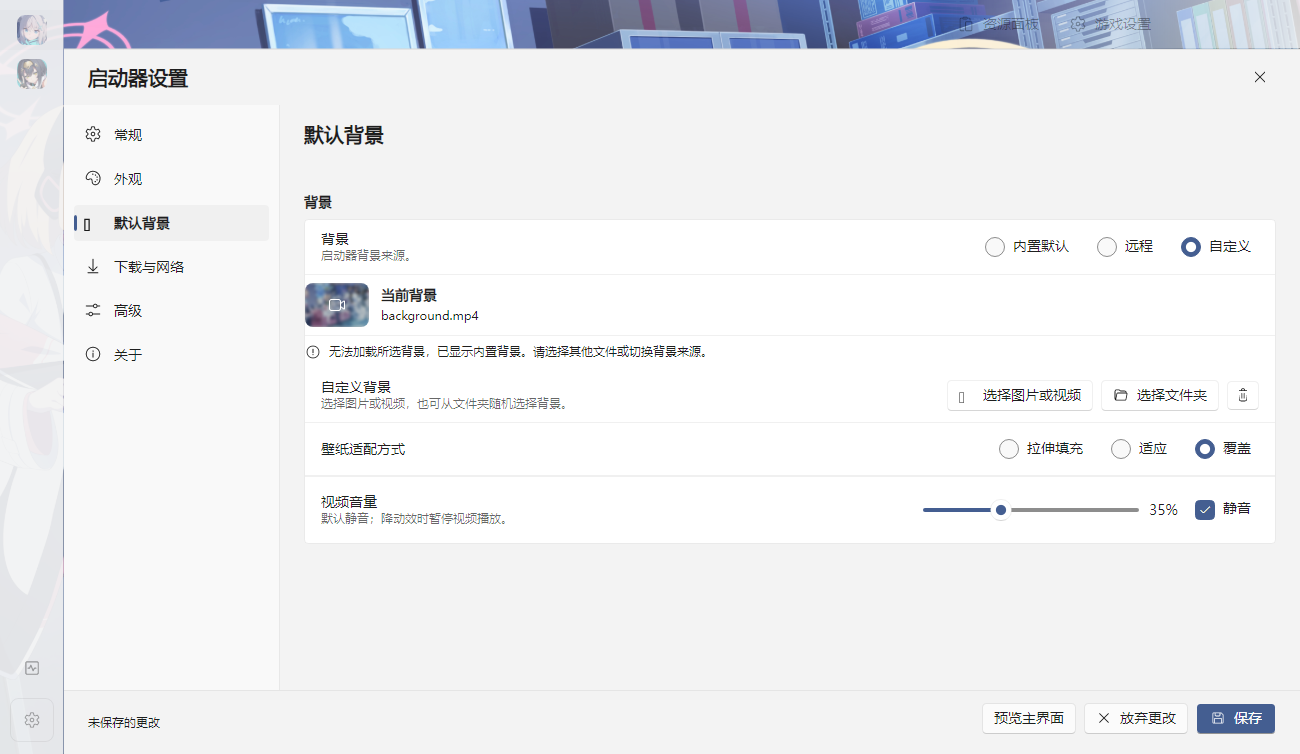 资源面板 游戏设置
启动器设置
常规
外观
默认背景
下载与网络
高级
关于
默认背景
背景
背景
启动器背景来源。
内置默认 远程 自定义
当前背景
background.mp4
无法加载所选背景，已显示内置背景。请选择其他文件或切换背景来源。
自定义背景
选择图片或视频，也可从文件夹随机选择背景。
选择图片或视频 选择文件夹
壁纸适配方式
拉伸填充 适应 覆盖
视频音量
默认静音；降动效时暂停视频播放。
35% 静音
未保存的更改
预览主界面 放弃更改 保存